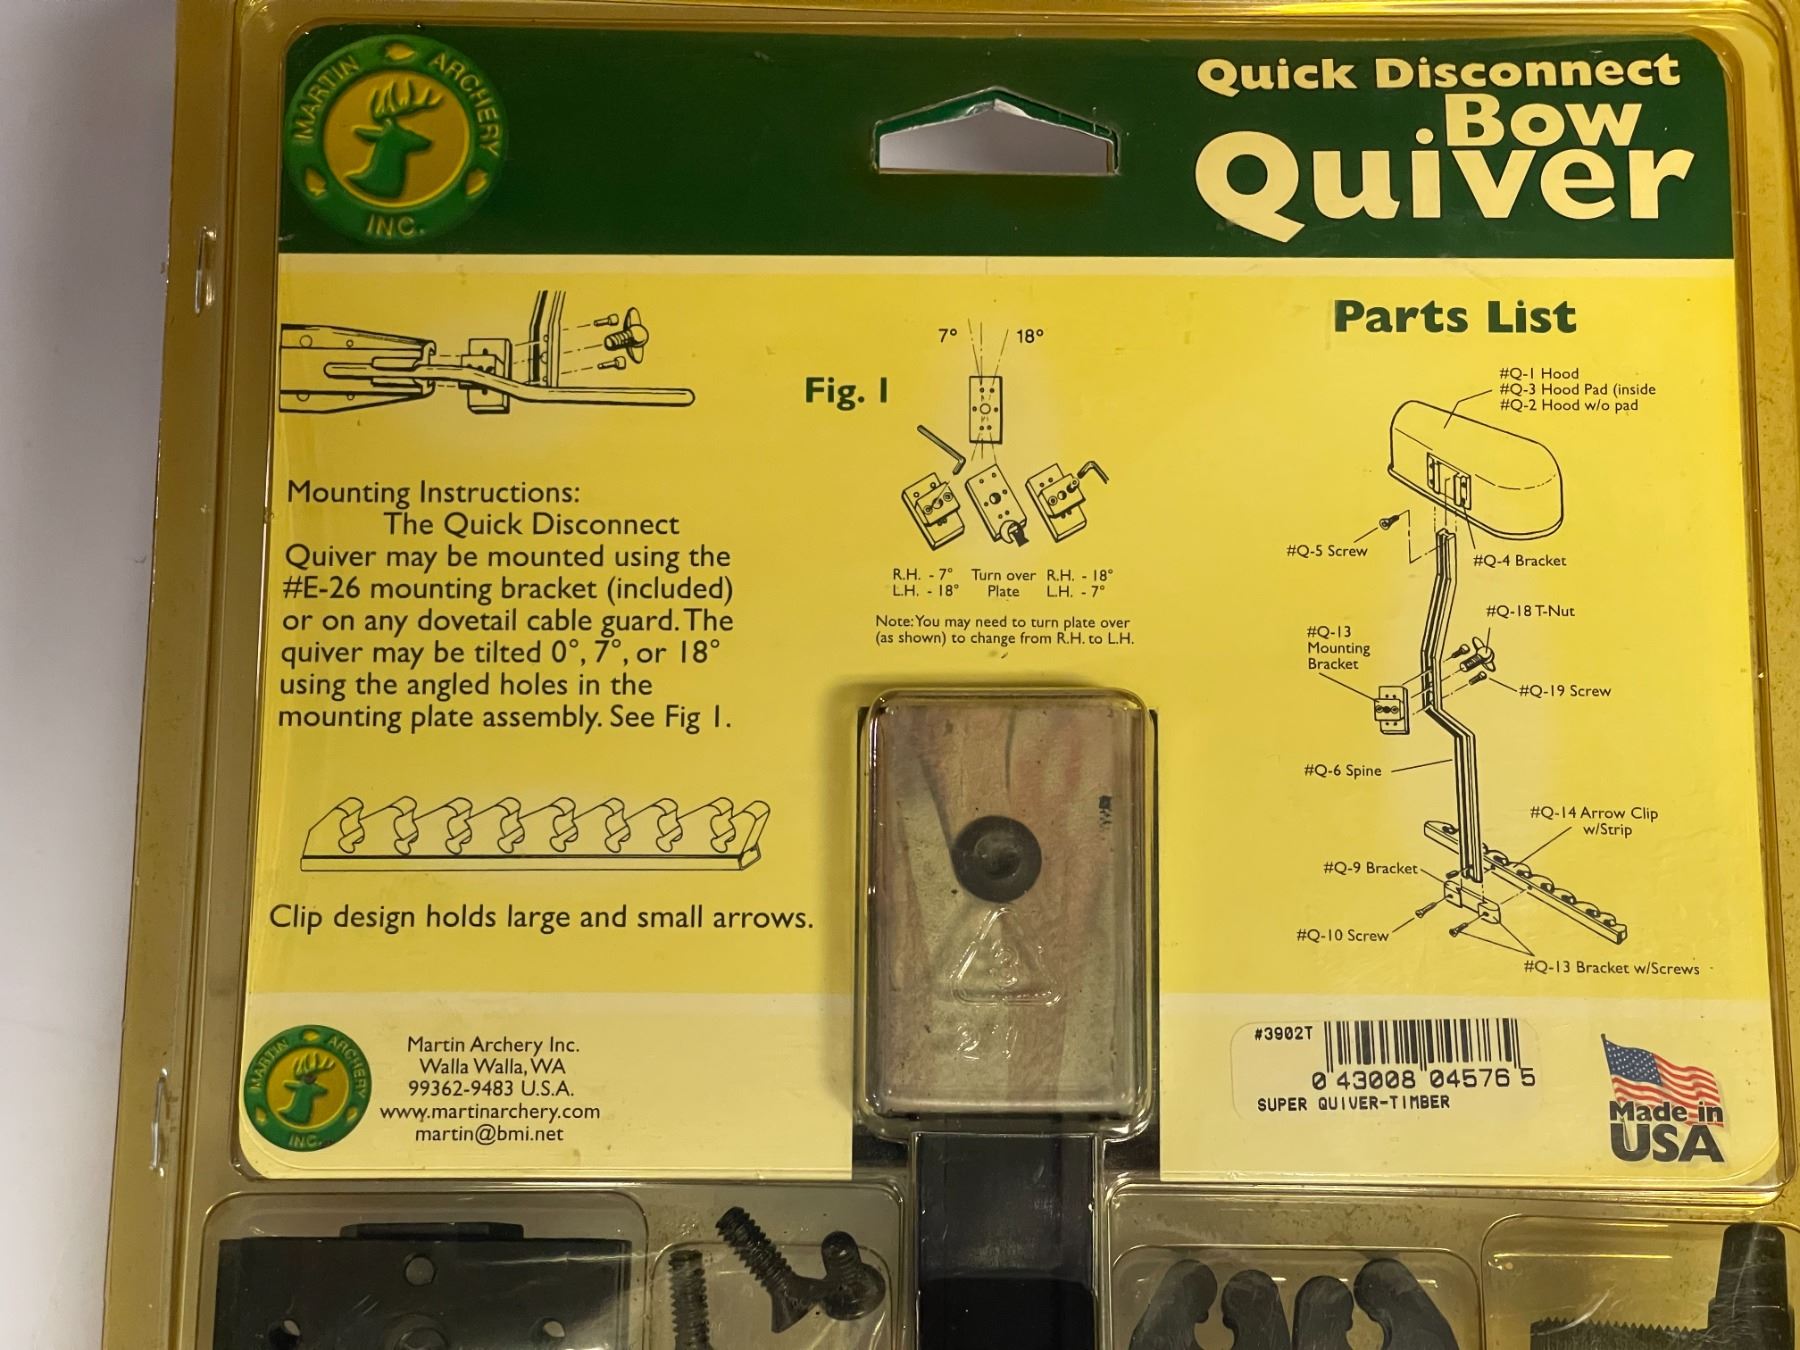 MARTIN ARCHERY
INC.
Quick Disconnect
Bow
Quiver
Parts List
7° 18°
Fig. 1
#Q-1 Hood
#Q-3 Hood Pad (inside
#Q-2 Hood w/o pad
#Q-5 Screw
#Q-4 Bracket
#Q-18 T-Nut
#Q-13
Mounting
Bracket
#Q-19 Screw
#Q-6 Spine
#Q-14 Arrow Clip
w/Strip
#Q-9 Bracket
#Q-10 Screw
#Q-13 Bracket w/Screws
Mounting Instructions:
The Quick Disconnect
Quiver may be mounted using the
#E-26 mounting bracket (included)
or on any dovetail cable guard. The
quiver may be tilted 0°, 7°, or 18°
using the angled holes in the
mounting plate assembly. See Fig 1.
R.H. - 7° Turn over R.H. - 18°
L.H. - 18° Plate L.H. - 7°
Note: You may need to turn plate over
(as shown) to change from R.H. to L.H.
Clip design holds large and small arrows.
3
MARTIN ARCHERY
INC.
Martin Archery Inc.
Walla Walla, WA
99362-9483 U.S.A.
www.martinarchery.com
martin@bmi.net
#3902T
0 43008 04576 5
SUPER QUIVER-TIMBER
Made in
USA